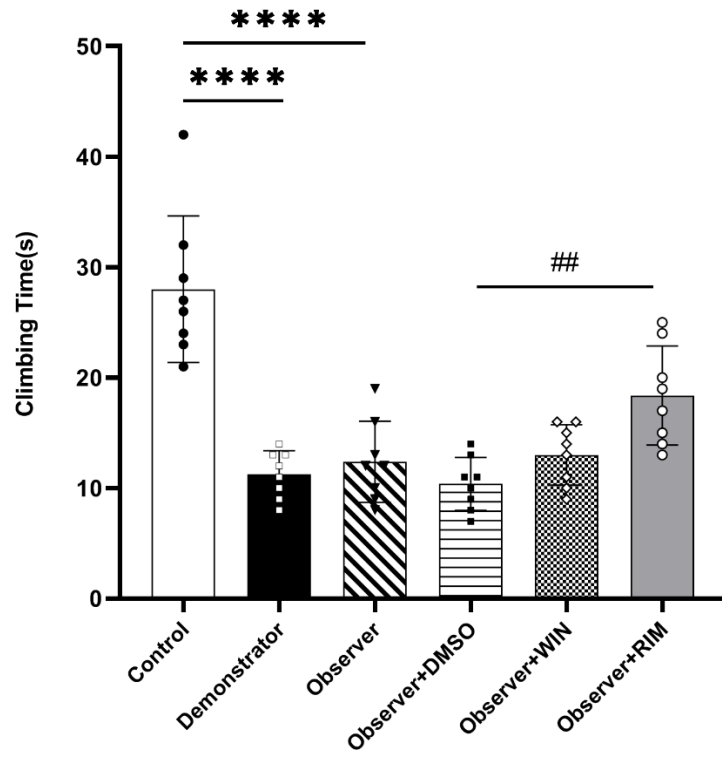 ****
50
****
40
30
##
20
10
0
Climbing Time(s)
Control
Demonstrator
Observer
Observer+DMSO
Observer+WIN
Observer+RIM